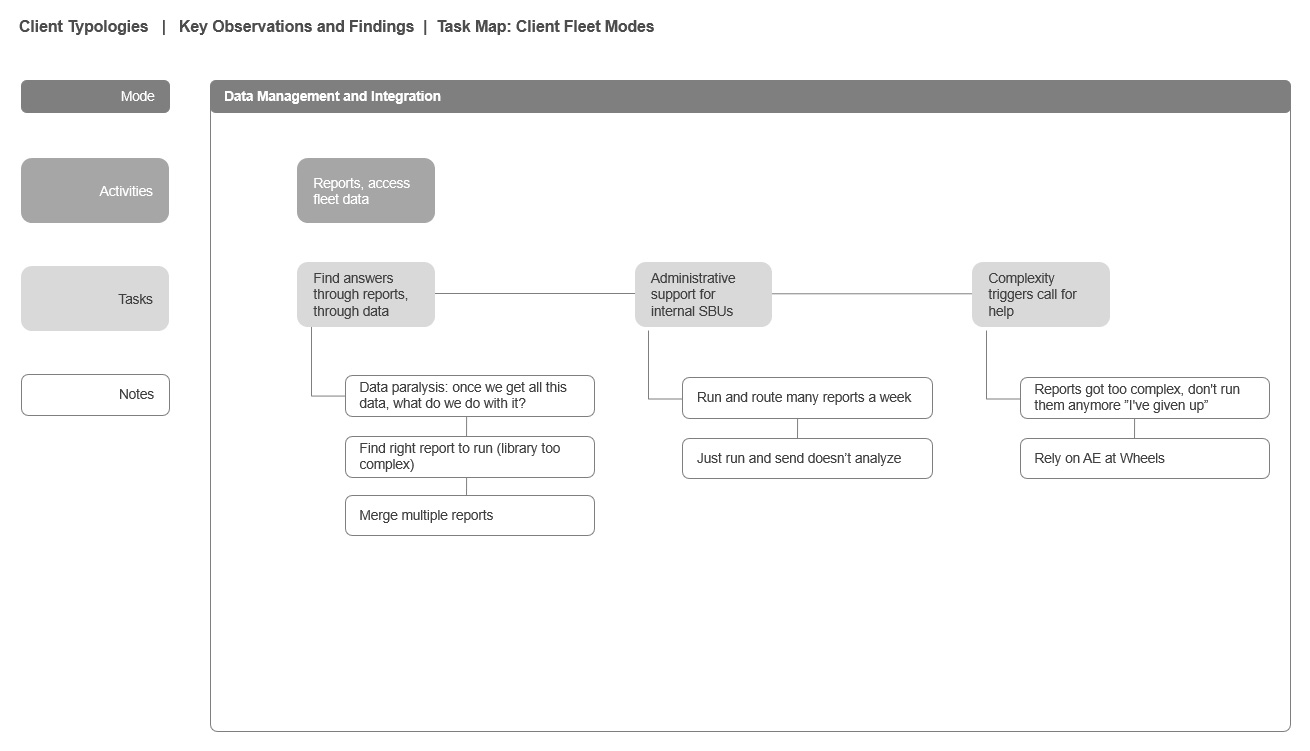 Client Typologies | Key Observations and Findings | Task Map: Client Fleet Modes
Mode
Data Management and Integration
Activities
Reports, access
fleet data
Tasks
Find answers
through reports,
through data
Administrative
support for
internal SBUs
Complexity
triggers call for
help
Notes
Data paralysis: once we get all this
data, what do we do with it?
Find right report to run (library too
complex)
Merge multiple reports
Run and route many reports a week
Just run and send doesn’t analyze
Reports got too complex, don't run
them anymore ”I've given up”
Rely on AE at Wheels